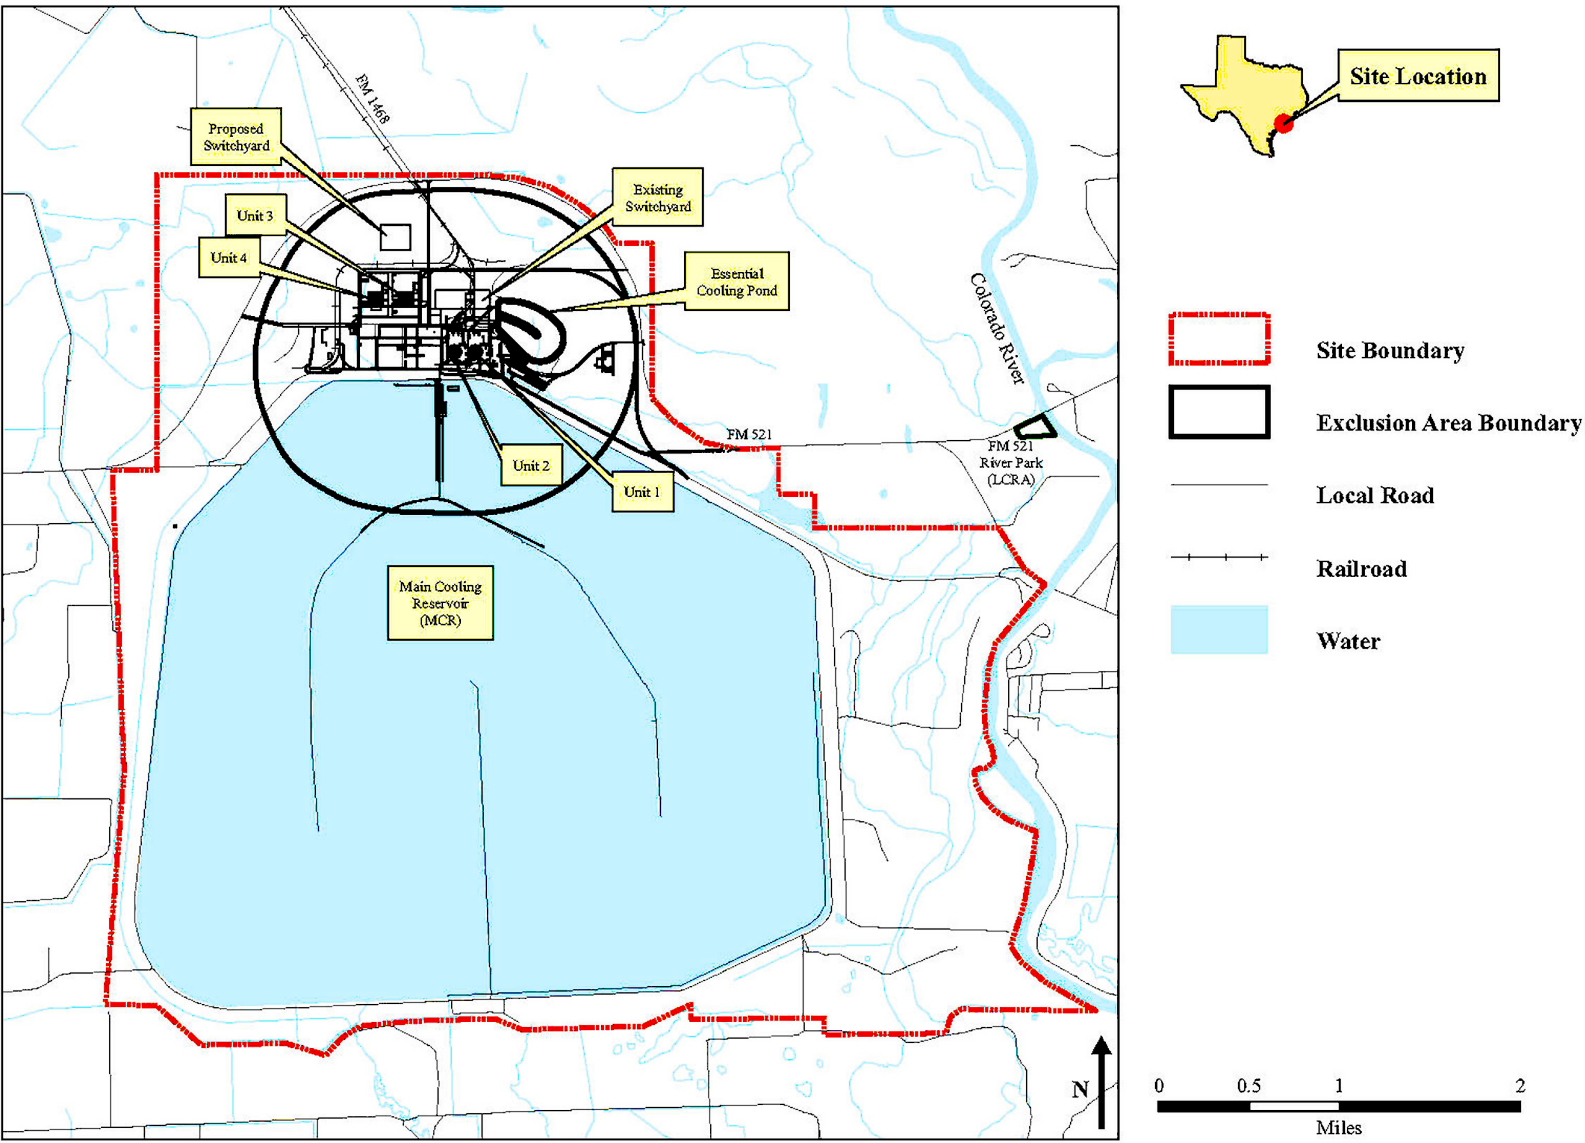 FM 1468
Proposed
Switchyard
Unit 3
Unit 4
Existing
Switchyard
Essential
Cooling Pond
Colorado River
FM 521
FM 521
River Park
(LCRA)
Unit 2
Unit 1
Main Cooling
Reservoir
(MCR)
N
Site Location
Site Boundary
Exclusion Area Boundary
Local Road
Railroad
Water
0 0.5 1 2
Miles